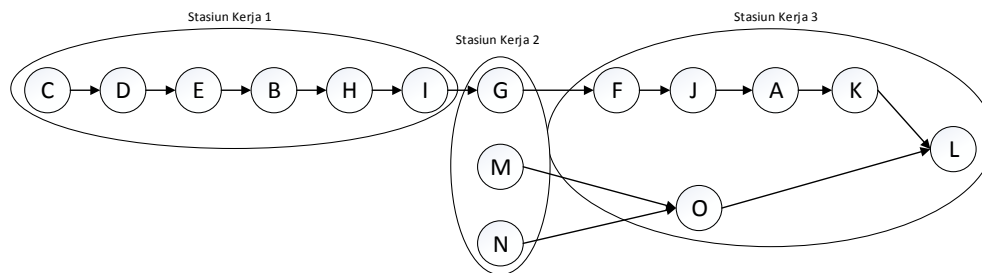 Stasiun Kerja 1
Stasiun Kerja 2
Stasiun Kerja 3
C D E B H I G F J A K
L
M
O
N